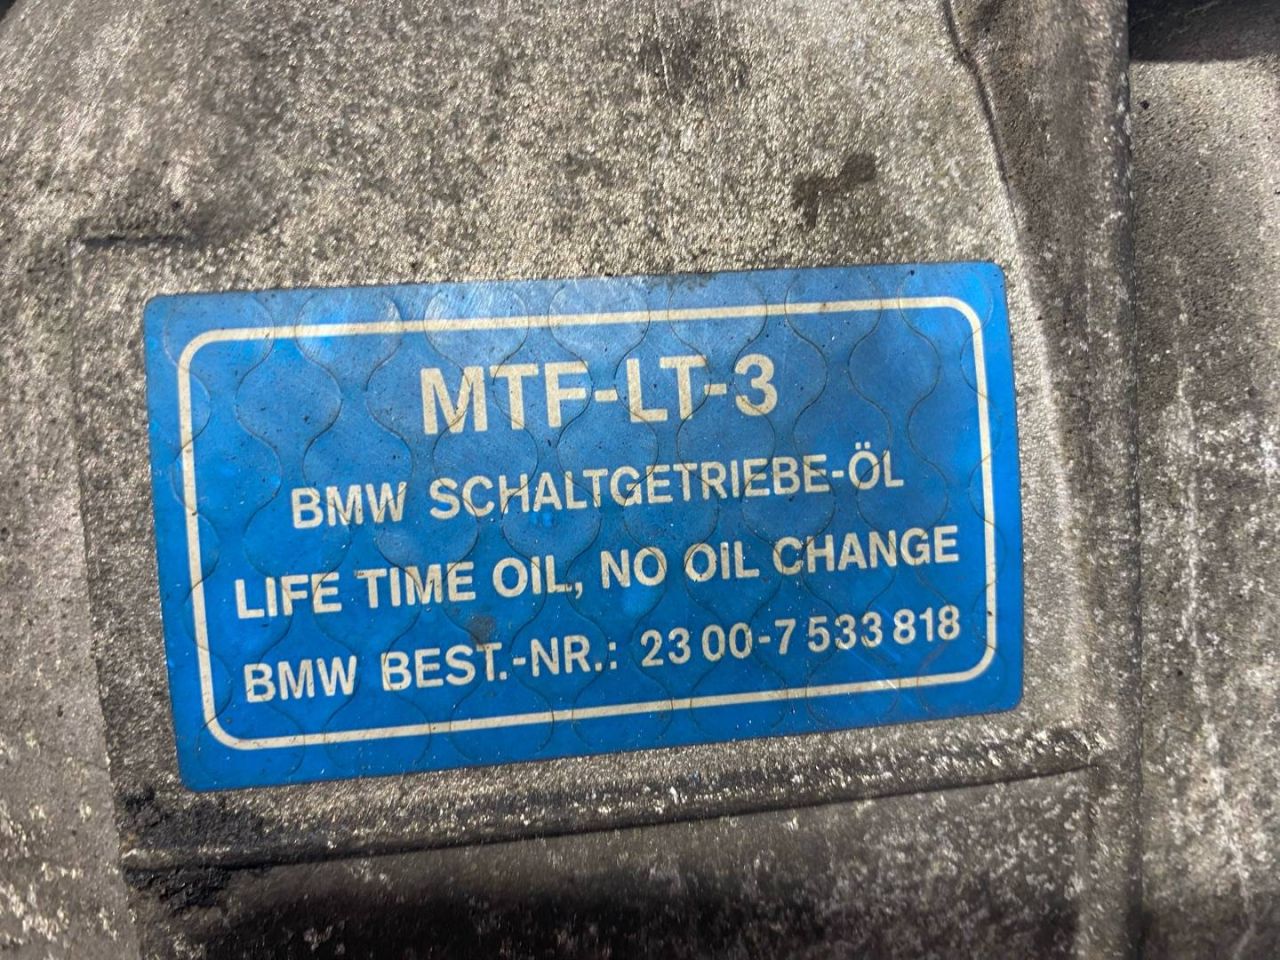 MTF-LT-3
BMW SCHALTGETRIEBE-ÖL
LIFE TIME OIL, NO OIL CHANGE
BMW BEST.-NR.: 23 00-7 533 818